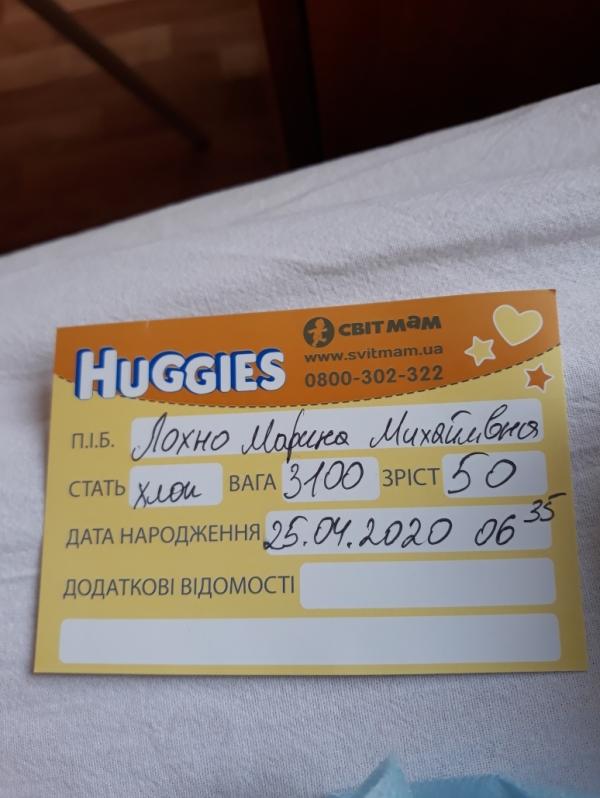 СВІТ МАМ
HUGGIES www.svitmam.ua
0800-302-322
П.І.Б. Лохно Марина Михайлівна
СТАТЬ хлоп ВАГА 3100 ЗРІСТ 50
ДАТА НАРОДЖЕННЯ 25.04.2020 06 35
ДОДАТКОВІ ВІДОМОСТІ